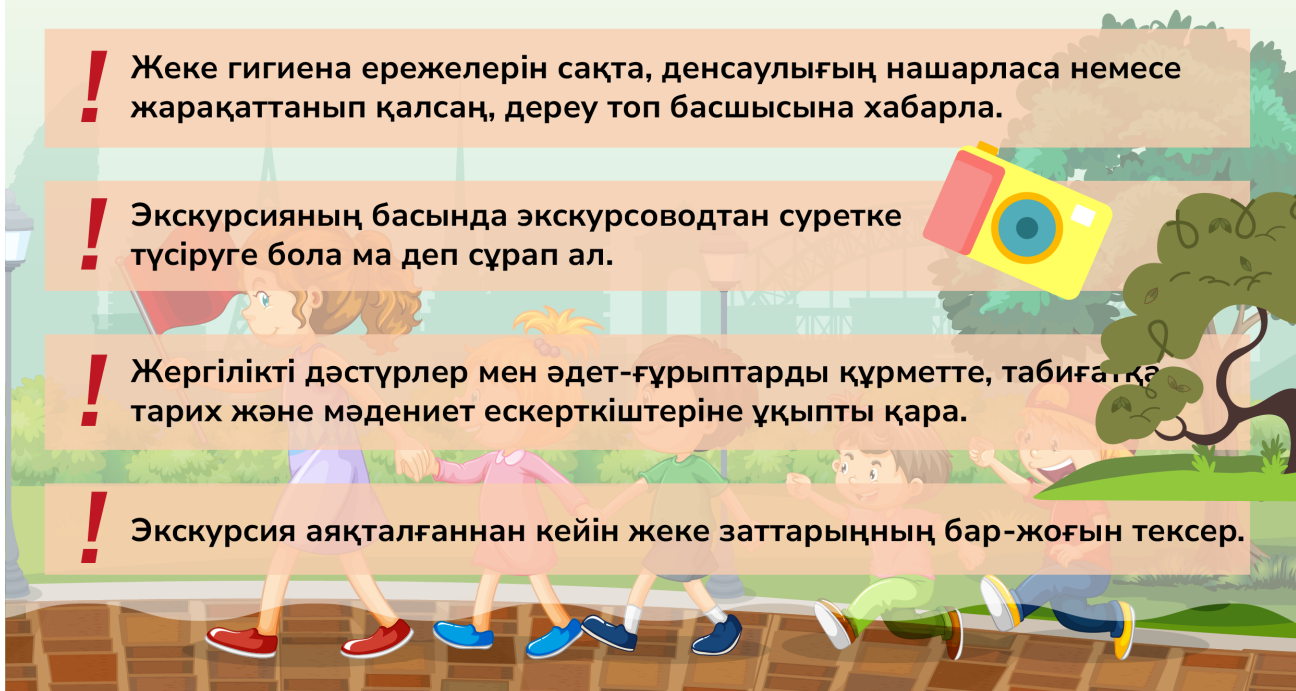 ! Жеке гигиена ережелерін сақта, денсаулығың нашарласа немесе
жарақаттанып қалсаң, дереу топ басшысына хабарла.
! Экскурсияның басында экскурсоводтан суретке
түсіруге бола ма деп сұрап ал.
! Жергілікті дәстүрлер мен әдет-ғұрыптарды құрметте, табиғатқа
тарих және мәдениет ескерткіштеріне ұқыпты қара.
! Экскурсия аяқталғаннан кейін жеке заттарыңның бар-жоғын тексер.